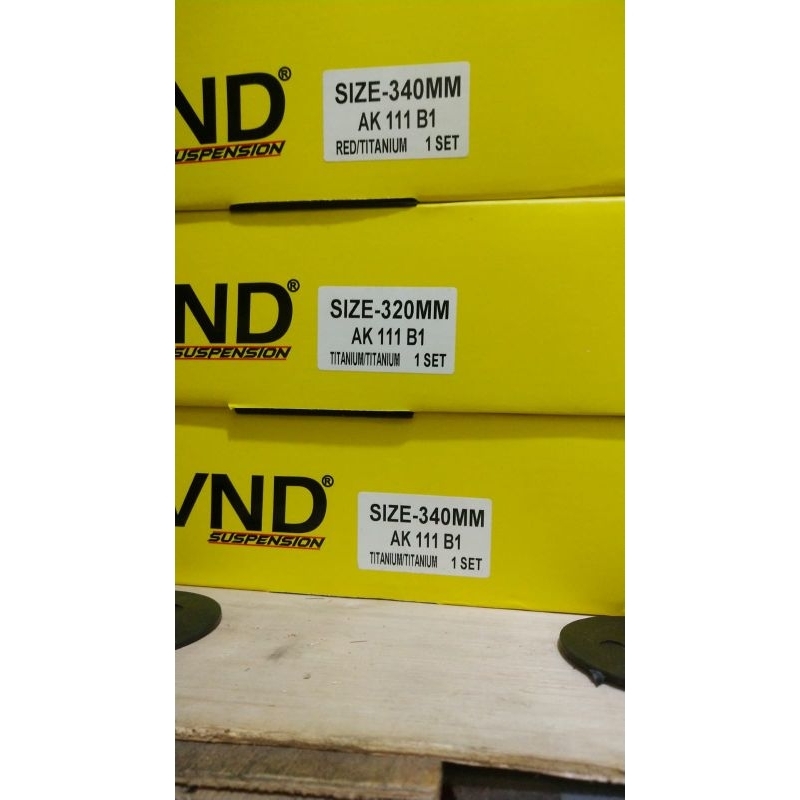 VND®
SUSPENSION
SIZE-340MM
AK 111 B1
RED/TITANIUM 1 SET
ND®
SUSPENSION
SIZE-320MM
AK 111 B1
TITANIUM/TITANIUM 1 SET
VND®
SUSPENSION
SIZE-340MM
AK 111 B1
TITANIUM/TITANIUM 1 SET